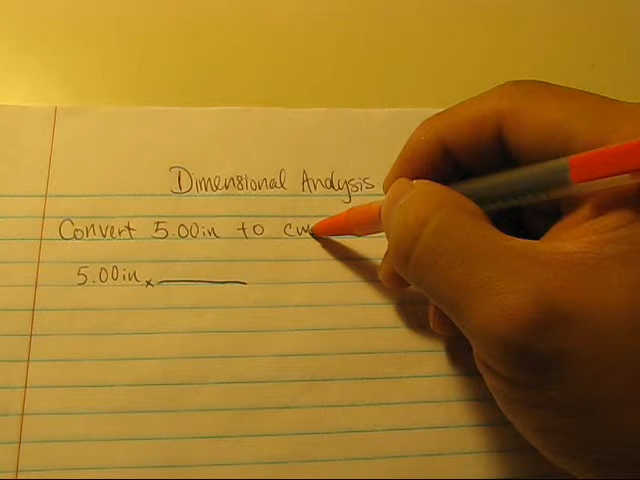 Dimensional Analysis
Convert 5.00in to cm
5.00in x